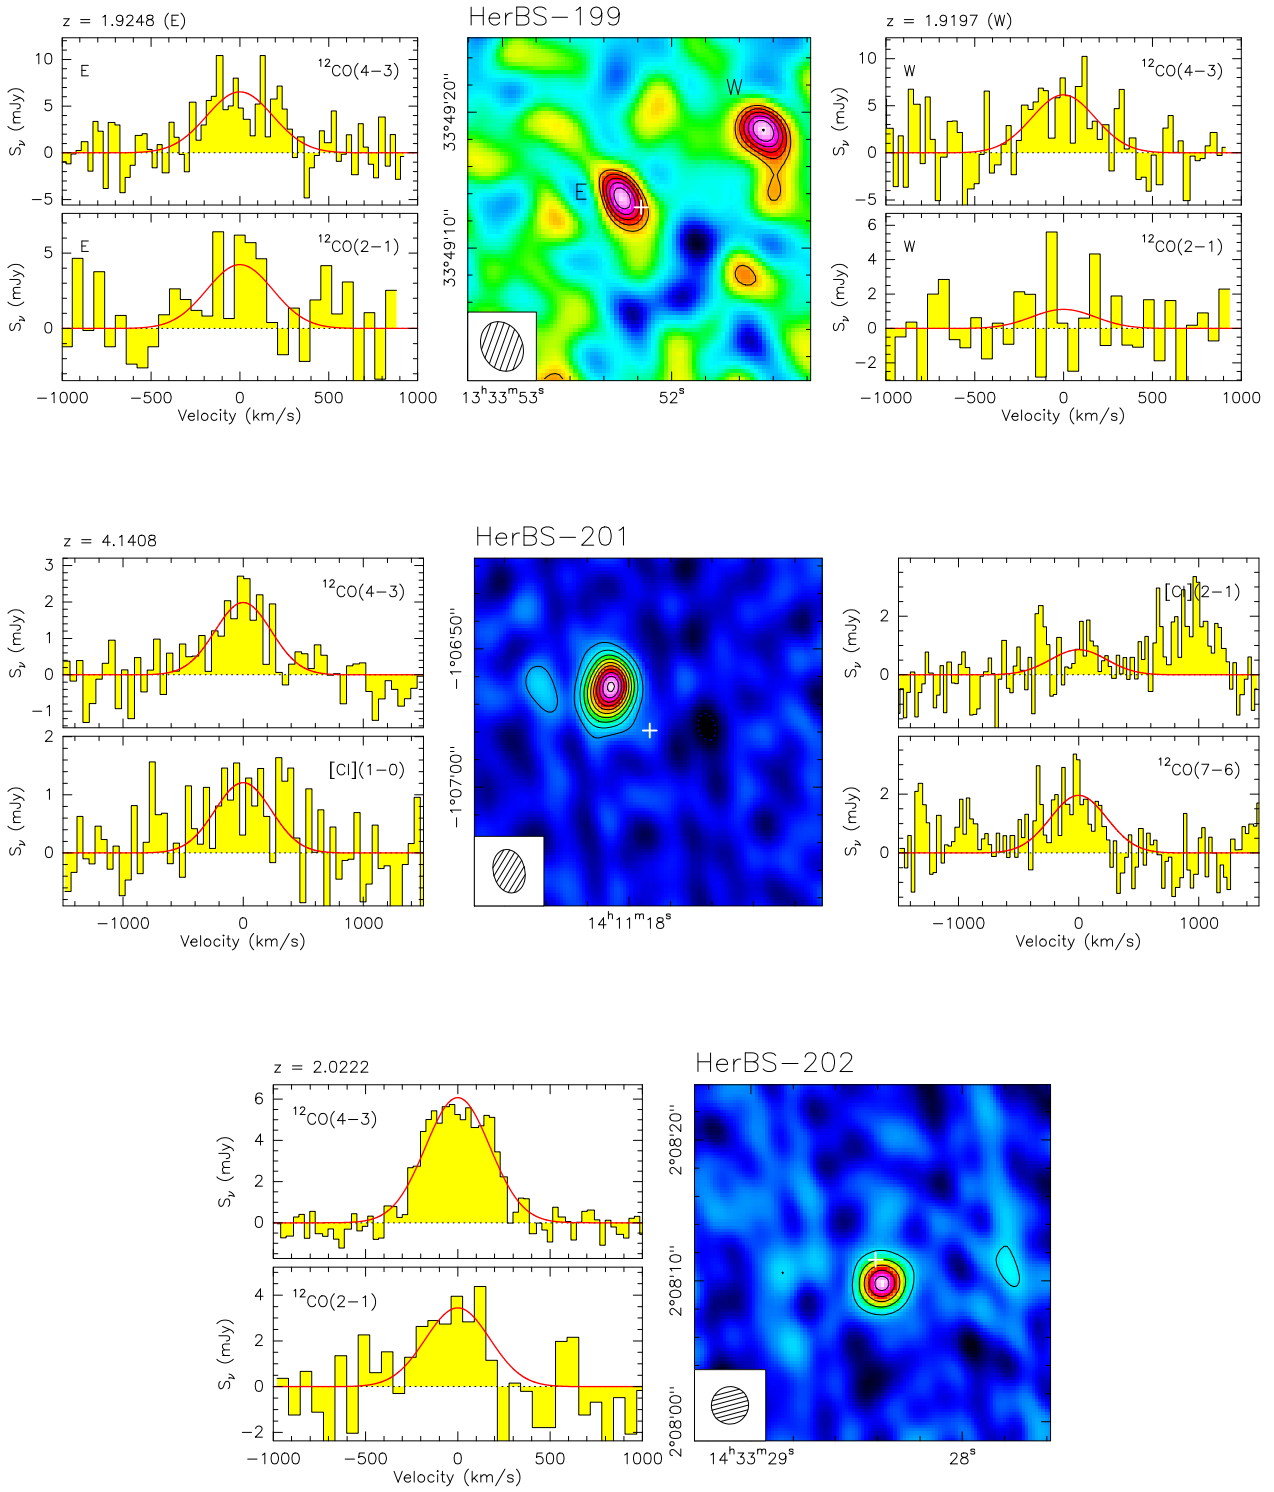 HerBS−199
z = 1.9248 (E)
E
¹²CO(4−3)
10
5
0
−5
Sν (mJy)
E
¹²CO(2−1)
5
0
Sν (mJy)
−1000 −500 0 500 1000
Velocity (km/s)
W
E
33°49'20"
33°49'10"
13ʰ33ᵐ53ˢ 52ˢ
z = 1.9197 (W)
W
¹²CO(4−3)
10
5
0
−5
Sν (mJy)
W
¹²CO(2−1)
6
4
2
0
−2
Sν (mJy)
−1000 −500 0 500 1000
Velocity (km/s)
HerBS−201
z = 4.1408
¹²CO(4−3)
3
2
1
0
−1
Sν (mJy)
[CI](1−0)
2
1
0
Sν (mJy)
−1000 0 1000
Velocity (km/s)
−1°06'50"
−1°07'00"
14ʰ11ᵐ18ˢ
[CI](2−1)
2
0
Sν (mJy)
¹²CO(7−6)
2
0
Sν (mJy)
−1000 0 1000
Velocity (km/s)
HerBS−202
z = 2.0222
¹²CO(4−3)
6
4
2
0
Sν (mJy)
¹²CO(2−1)
4
2
0
−2
Sν (mJy)
−1000 −500 0 500 1000
Velocity (km/s)
2°08'20"
2°08'10"
2°08'00"
14ʰ33ᵐ29ˢ 28ˢ